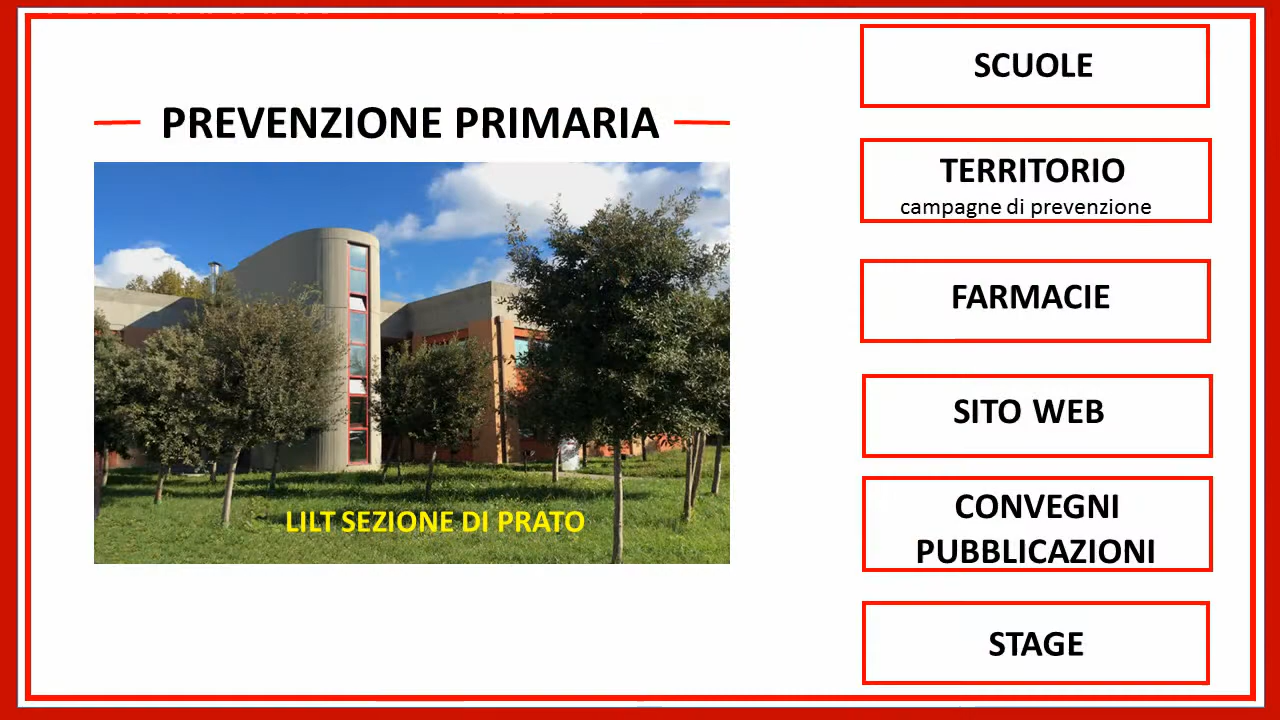 PREVENZIONE PRIMARIA
LILT SEZIONE DI PRATO
SCUOLE
TERRITORIO
campagne di prevenzione
FARMACIE
SITO WEB
CONVEGNI
PUBBLICAZIONI
STAGE